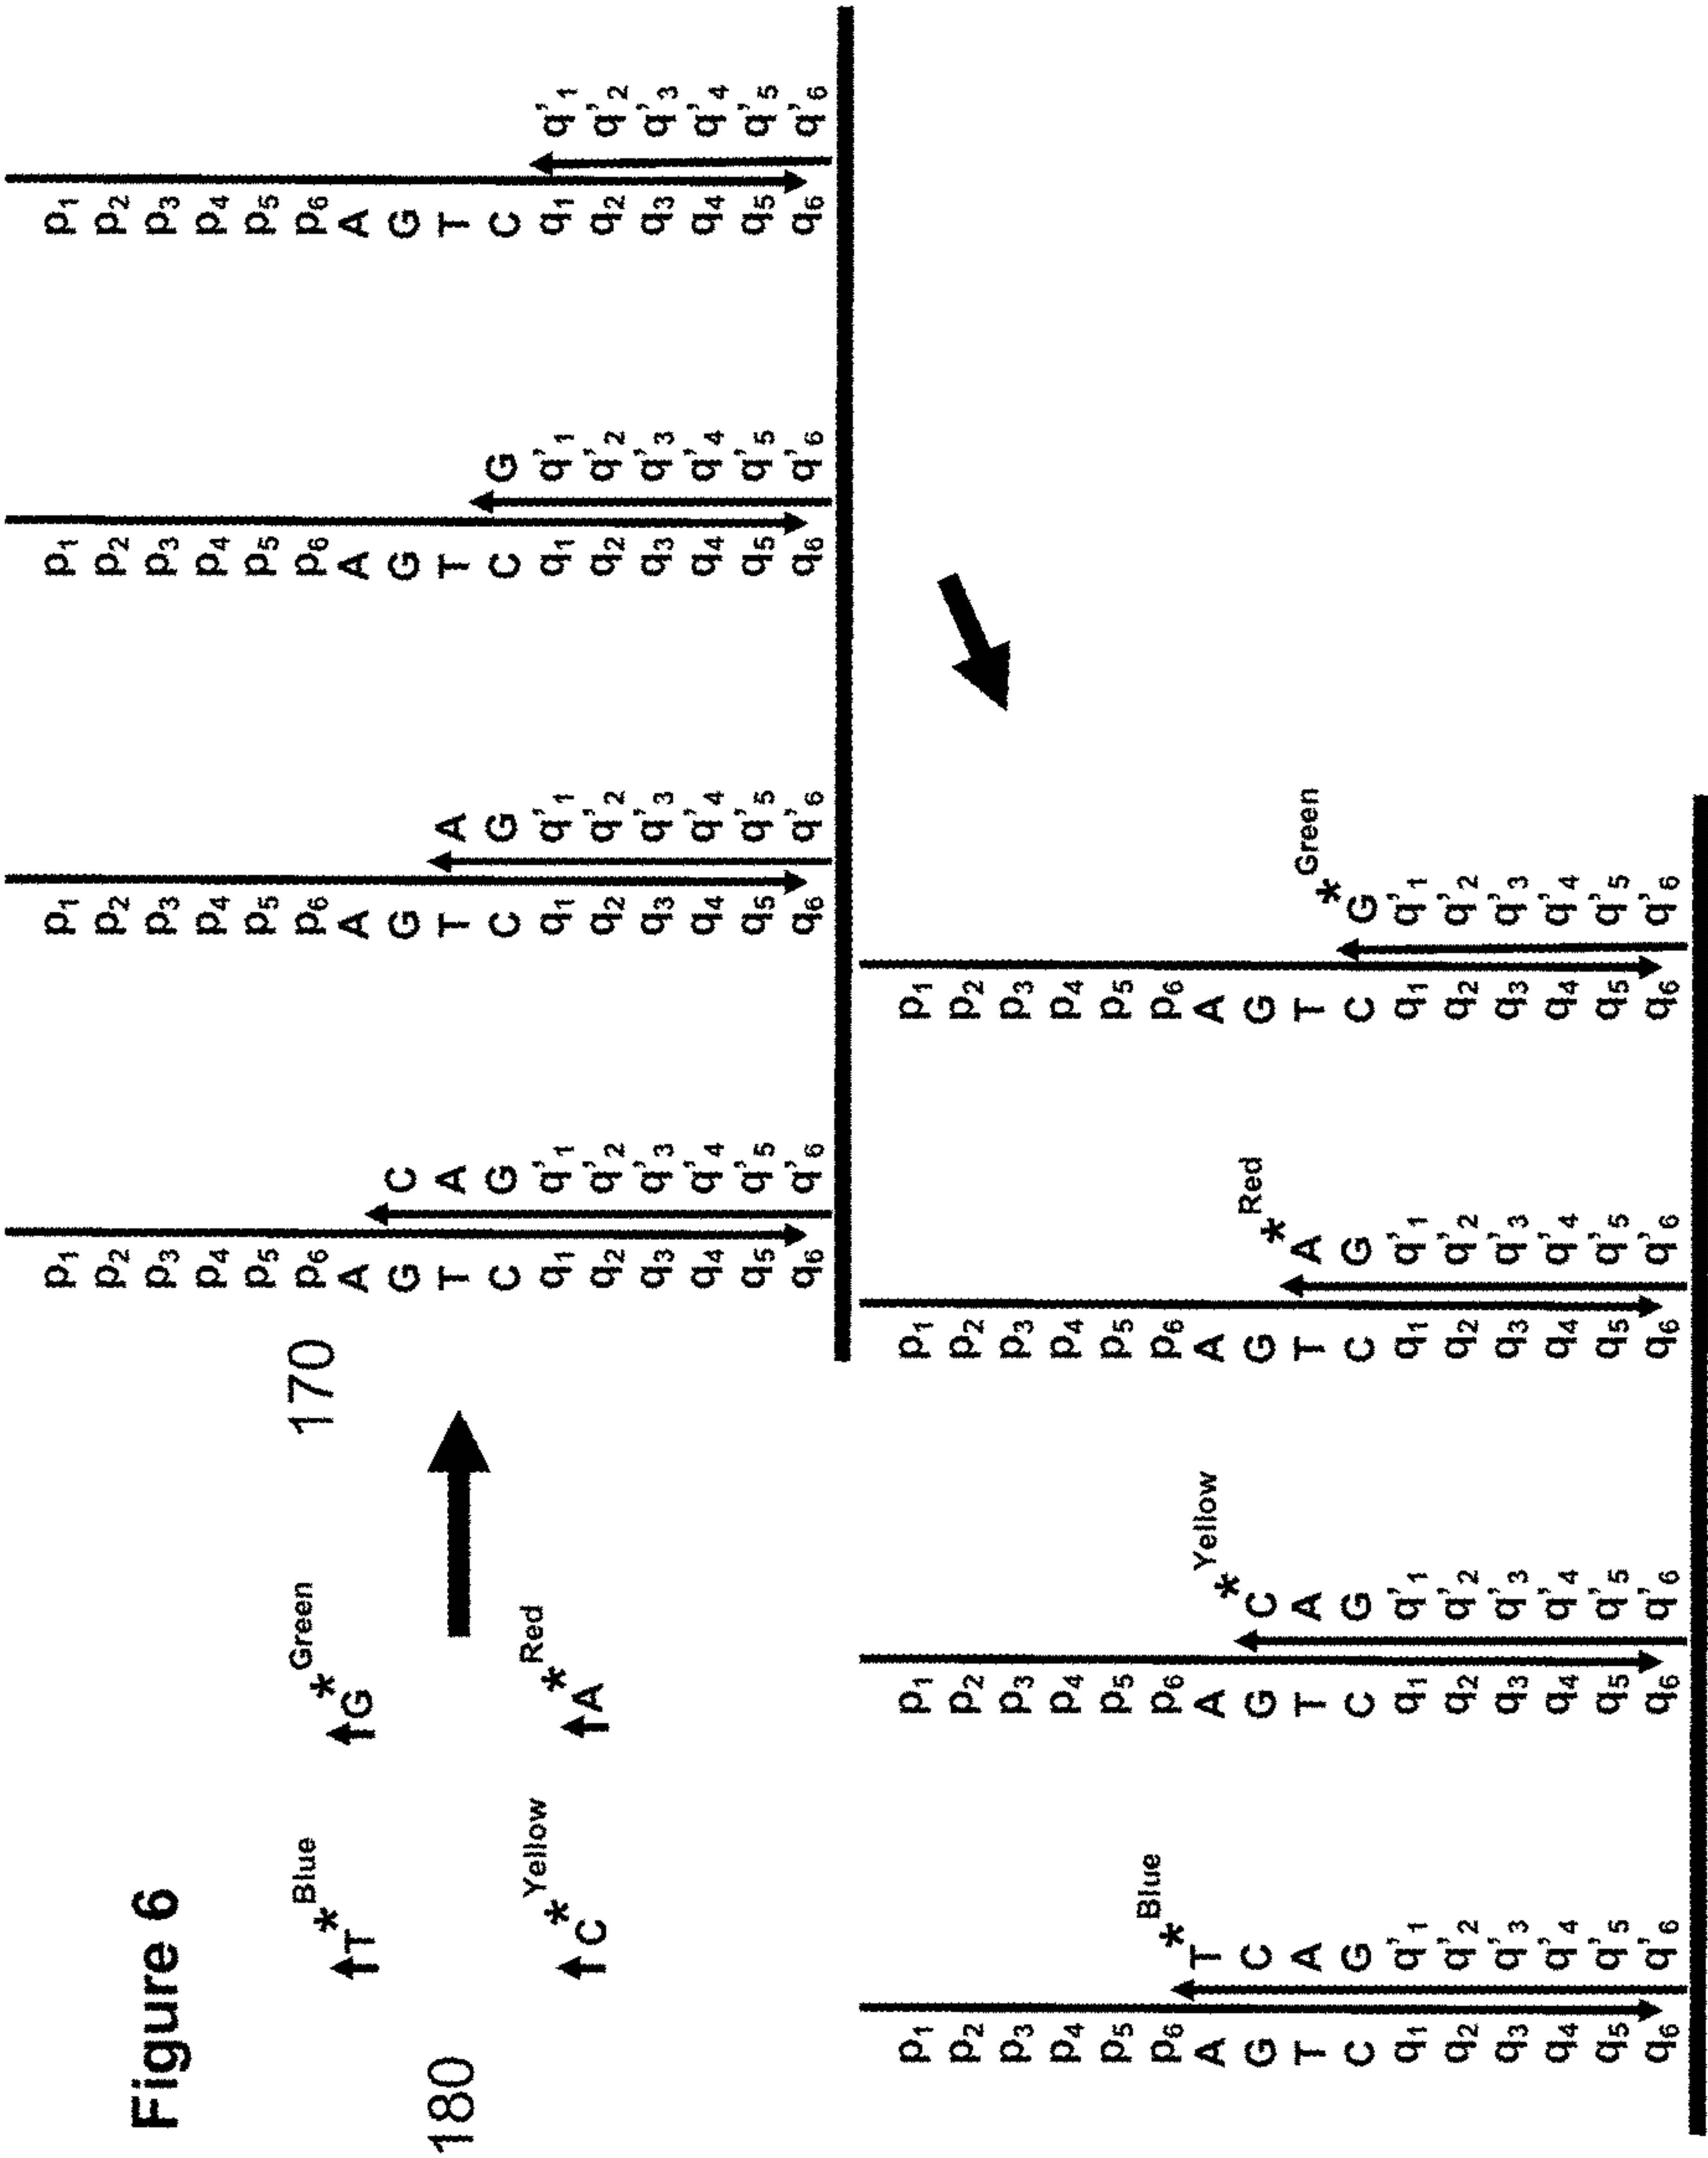 Figure 6
180
Blue
*
T
Green
*
G
Yellow
*
C
Red
*
A
170
p₁ p₁ p₁ p₁
p₂ p₂ p₂ p₂
p₃ p₃ p₃ p₃
p₄ p₄ p₄ p₄
p₅ p₅ p₅ p₅
p₆ p₆ p₆ p₆
A A A A
G C G G G
T A T A T T
C G C G C G C
q₁ q'₁ q₁ q'₁ q₁ q'₁ q₁ q'₁
q₂ q'₂ q₂ q'₂ q₂ q'₂ q₂ q'₂
q₃ q'₃ q₃ q'₃ q₃ q'₃ q₃ q'₃
q₄ q'₄ q₄ q'₄ q₄ q'₄ q₄ q'₄
q₅ q'₅ q₅ q'₅ q₅ q'₅ q₅ q'₅
q₆ q'₆ q₆ q'₆ q₆ q'₆ q₆ q'₆
p₁ p₁ p₁ p₁
p₂ p₂ p₂ p₂
p₃ p₃ p₃ p₃
p₄ p₄ p₄ p₄
p₅ p₅ p₅ p₅
Blue
p₆ * p₆ p₆ p₆
Yellow
A T A * A A
Red
G C G C G * G
Green
T A T A T A T *
C G C G C G C G
q₁ q'₁ q₁ q'₁ q₁ q'₁ q₁ q'₁
q₂ q'₂ q₂ q'₂ q₂ q'₂ q₂ q'₂
q₃ q'₃ q₃ q'₃ q₃ q'₃ q₃ q'₃
q₄ q'₄ q₄ q'₄ q₄ q'₄ q₄ q'₄
q₅ q'₅ q₅ q'₅ q₅ q'₅ q₅ q'₅
q₆ q'₆ q₆ q'₆ q₆ q'₆ q₆ q'₆